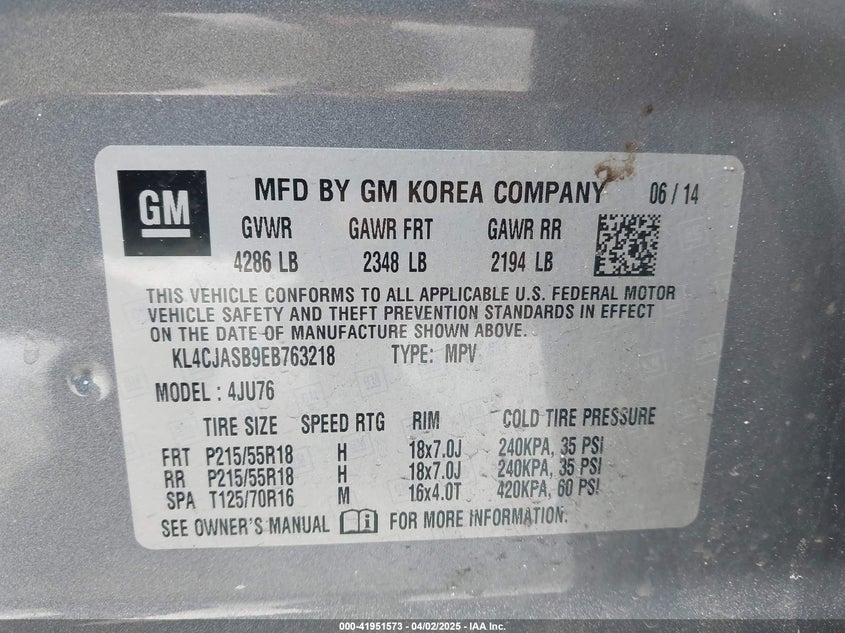 GM
MFD BY GM KOREA COMPANY 06 / 14
GVWR GAWR FRT GAWR RR
4286 LB 2348 LB 2194 LB
THIS VEHICLE CONFORMS TO ALL APPLICABLE U.S. FEDERAL MOTOR
VEHICLE SAFETY AND THEFT PREVENTION STANDARDS IN EFFECT
ON THE DATE OF MANUFACTURE SHOWN ABOVE.
KL4CJASB9EB763218 TYPE: MPV
MODEL : 4JU76
TIRE SIZE SPEED RTG RIM COLD TIRE PRESSURE
FRT P215/55R18 H 18x7.0J 240KPA, 35 PSI
RR P215/55R18 H 18x7.0J 240KPA, 35 PSI
SPA T125/70R16 M 16x4.0T 420KPA, 60 PSI
SEE OWNER'S MANUAL i FOR MORE INFORMATION.
000-41951573 - 04/02/2025 - IAA Inc.